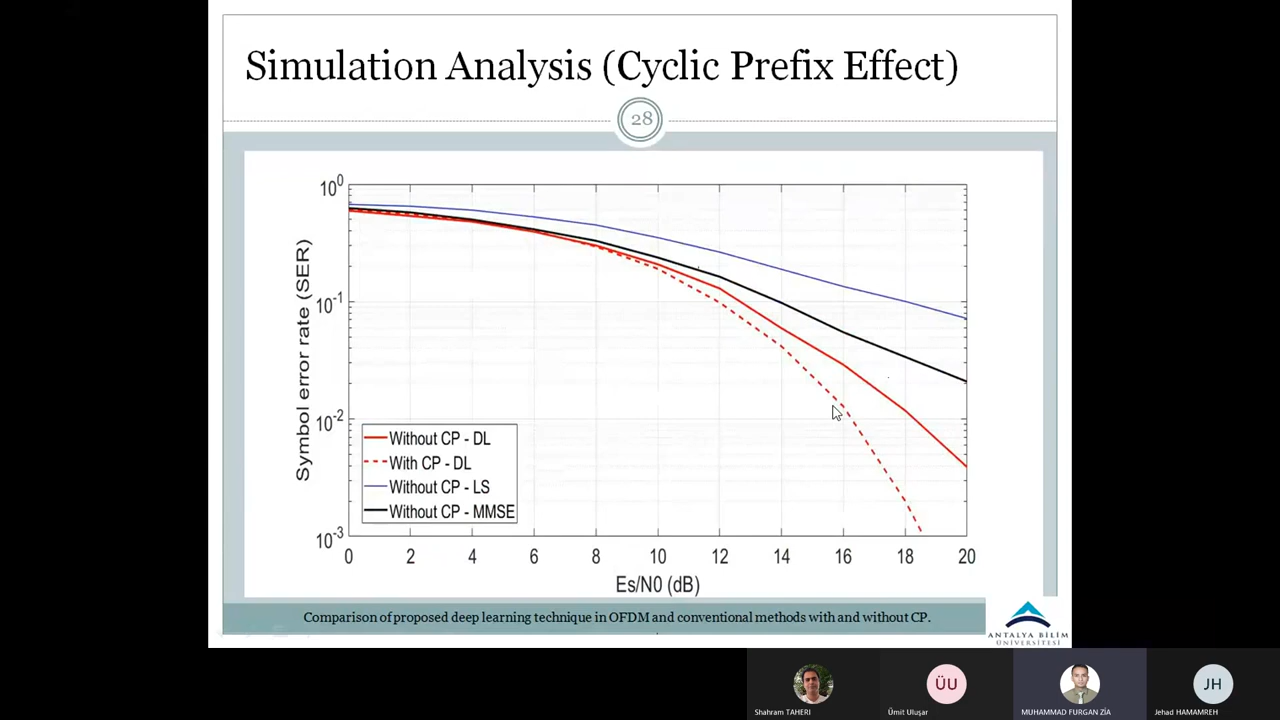 Simulation Analysis (Cyclic Prefix Effect)
28
10^0
10^-1
10^-2
10^-3
Symbol error rate (SER)
Without CP - DL
With CP - DL
Without CP - LS
Without CP - MMSE
0 2 4 6 8 10 12 14 16 18 20
Es/N0 (dB)
Comparison of proposed deep learning technique in OFDM and conventional methods with and without CP.
ANTALYA BİLİM
ÜNİVERSİTESİ
ÜU
JH
Shahram TAHERI
Ümit Uluşar
MUHAMMAD FURGAN ZİA
Jehad HAMAMREH